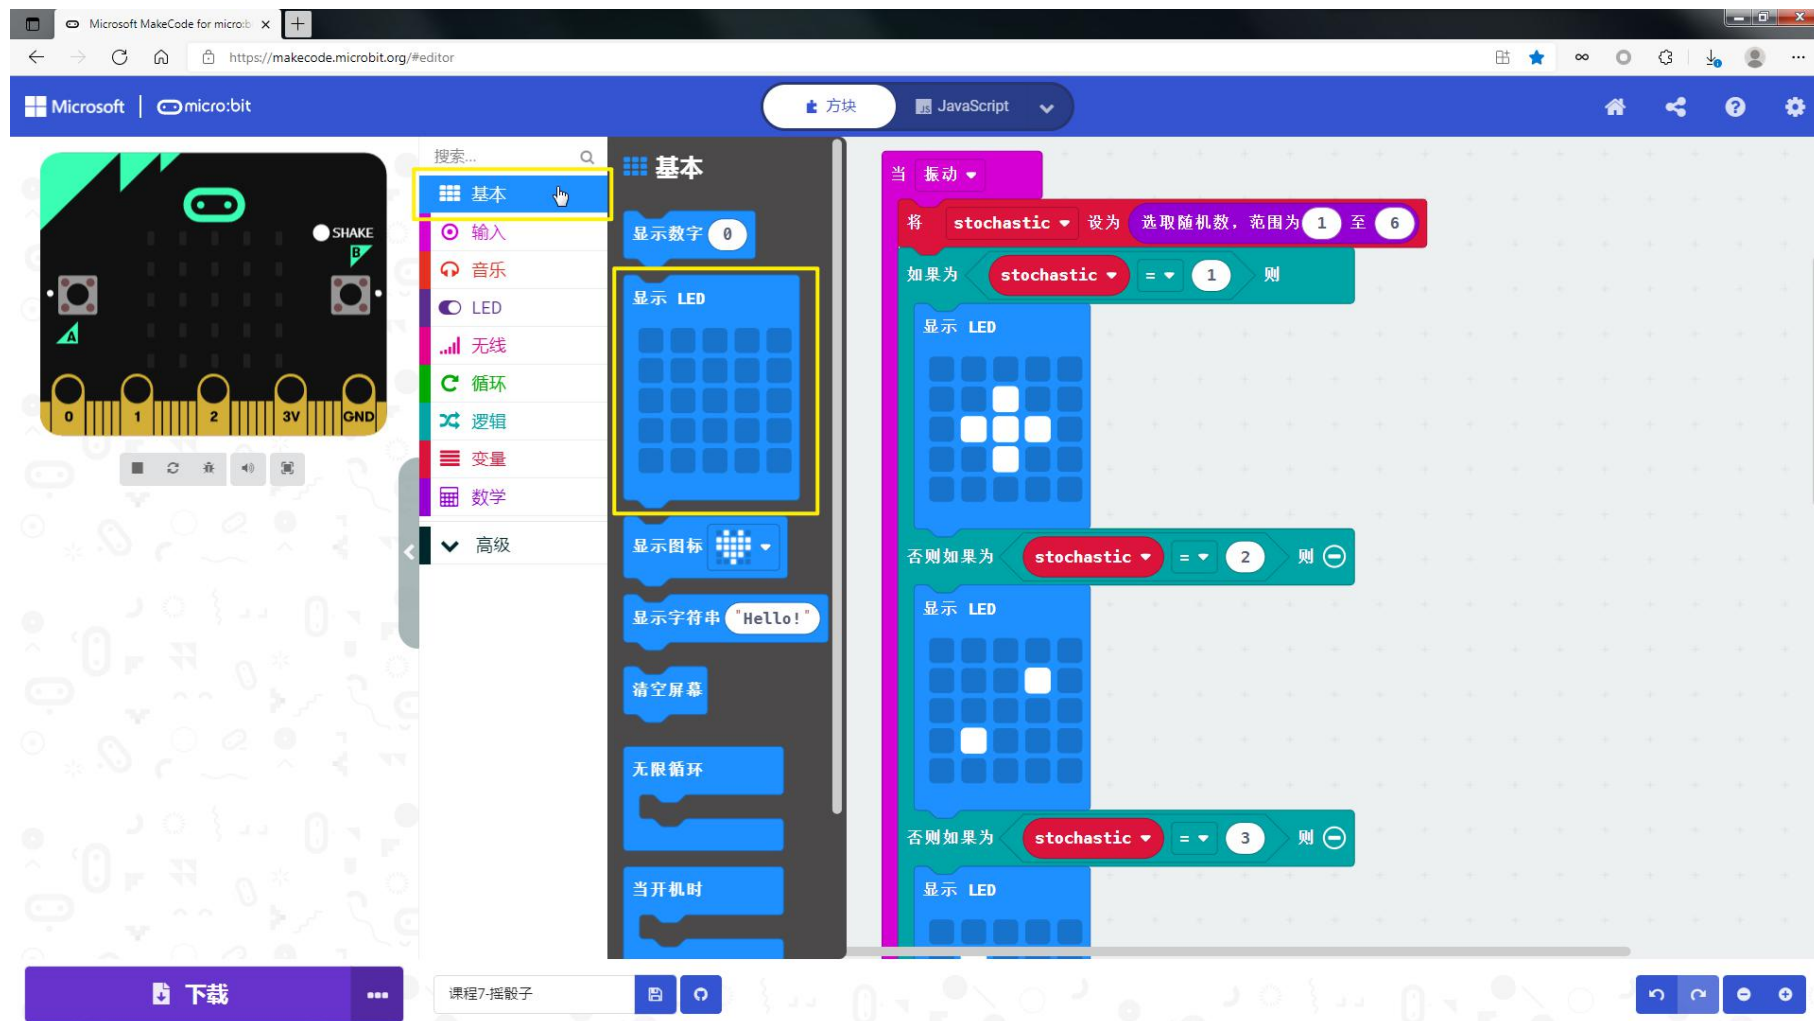 Microsoft MakeCode for micro:b
https://makecode.microbit.org/#editor
Microsoft
micro:bit
方块
JS JavaScript
SHAKE
B
A
0 1 2 3V GND
搜索...
基本
输入
音乐
LED
无线
循环
逻辑
变量
数学
高级
基本
显示数字 0
显示 LED
显示图标
显示字符串 "Hello!"
清空屏幕
无限循环
当开机时
当 振动
将 stochastic 设为 选取随机数，范围为 1 至 6
如果为 stochastic = 1 则
显示 LED
否则如果为 stochastic = 2 则
显示 LED
否则如果为 stochastic = 3 则
显示 LED
下载
课程7-摇骰子